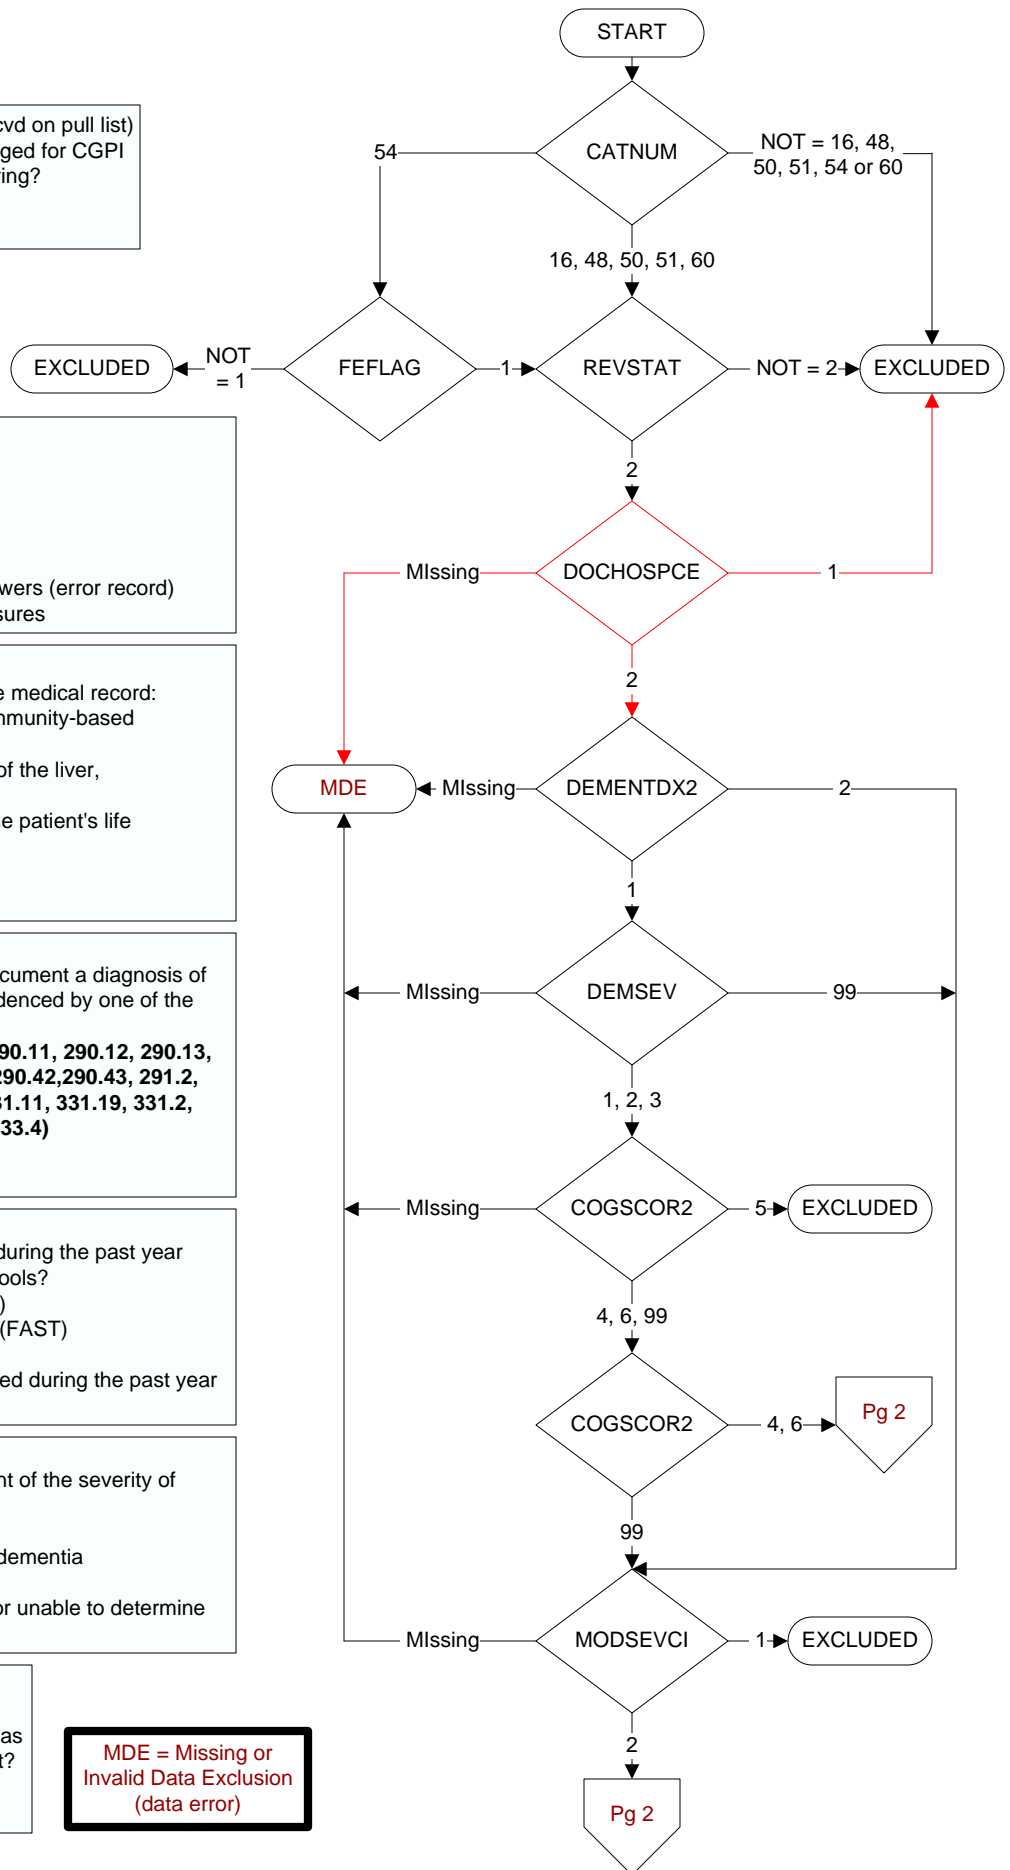 START
cvd on pull list)
ged for CGPI
ring?
54
CATNUM
NOT = 16, 48,
50, 51, 54 or 60
16, 48, 50, 51, 60
EXCLUDED
NOT
= 1
FEFLAG
1
REVSTAT
NOT = 2
EXCLUDED
2
wers (error record)
sures
MIssing
DOCHOSPCE
1
2
e medical record:
mmunity-based
of the liver,
he patient's life
MDE
MIssing
DEMENTDX2
2
1
ocument a diagnosis of
idenced by one of the
90.11, 290.12, 290.13,
290.42,290.43, 291.2,
31.11, 331.19, 331.2,
33.4)
MIssing
DEMSEV
99
1, 2, 3
during the past year
ools?
)
(FAST)
ed during the past year
MIssing
COGSCOR2
5
EXCLUDED
4, 6, 99
COGSCOR2
4, 6
Pg 2
99
nt of the severity of
dementia
or unable to determine
MIssing
MODSEVCI
1
EXCLUDED
as
t?
2
MDE = Missing or
Invalid Data Exclusion
(data error)
Pg 2